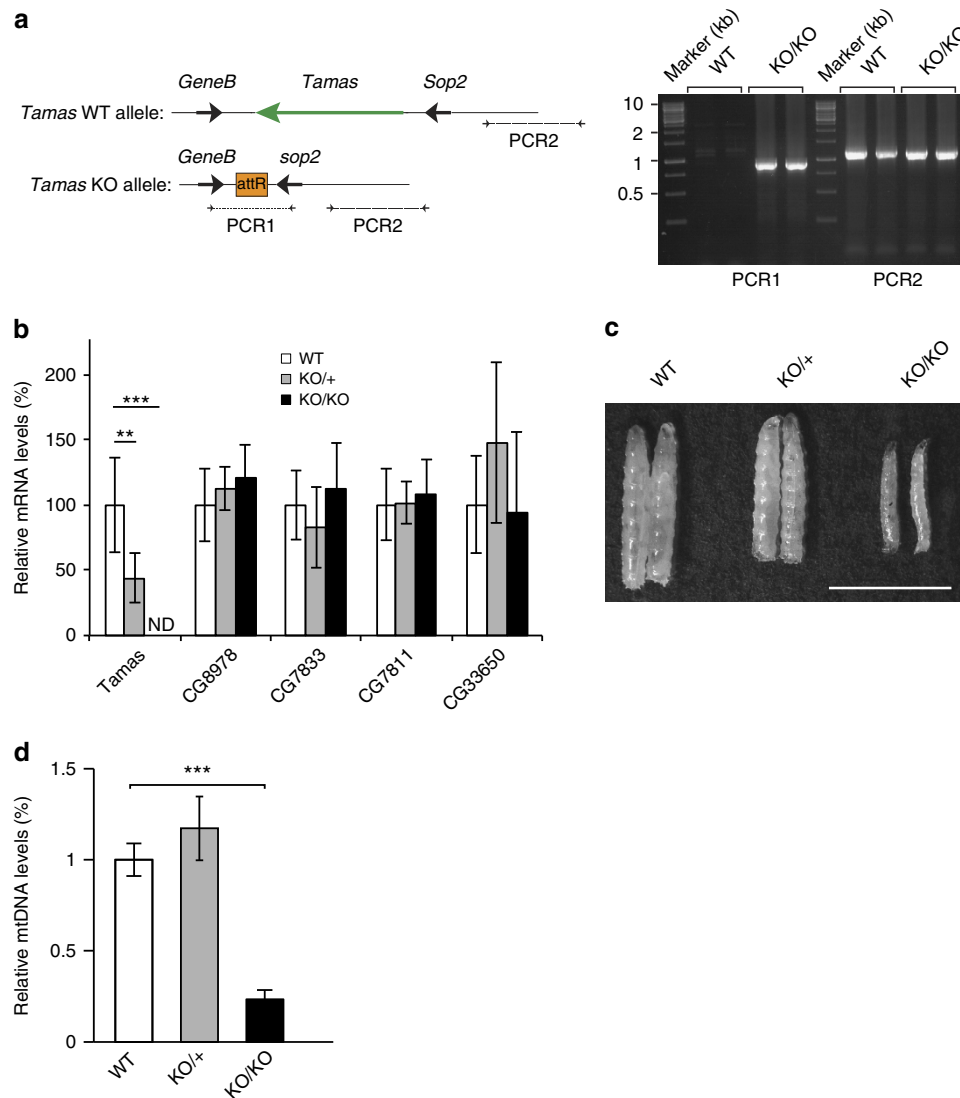 a
GeneB Tamas Sop2
Tamas WT allele:
PCR2
GeneB sop2
Tamas KO allele:
attR
PCR1 PCR2
Marker (kb) WT KO/KO Marker (kb) WT KO/KO
10
2
1
0.5
PCR1 PCR2
b
Relative mRNA levels (%)
200
150
100
50
0
WT
KO/+
KO/KO
***
**
ND
Tamas CG8978 CG7833 CG7811 CG33650
c
WT KO/+ KO/KO
d
Relative mtDNA levels (%)
1.5
1
0.5
0
***
WT KO/+ KO/KO